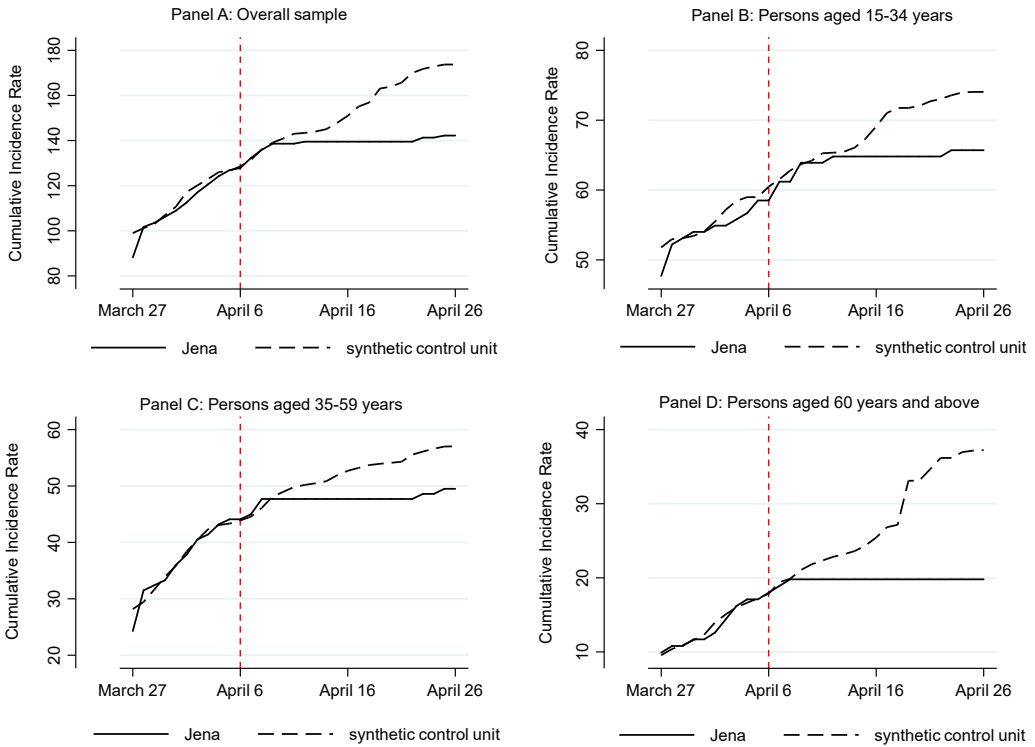 Panel A: Overall sample
Cumulative Incidence Rate
180
160
140
120
100
80
March 27 April 6 April 16 April 26
Jena synthetic control unit
Panel B: Persons aged 15-34 years
Cumulative Incidence Rate
80
70
60
50
March 27 April 6 April 16 April 26
Jena synthetic control unit
Panel C: Persons aged 35-59 years
Cumulative Incidence Rate
60
50
40
30
20
March 27 April 6 April 16 April 26
Jena synthetic control unit
Panel D: Persons aged 60 years and above
Cumultative Incidence Rate
40
30
20
10
March 27 April 6 April 16 April 26
Jena synthetic control unit